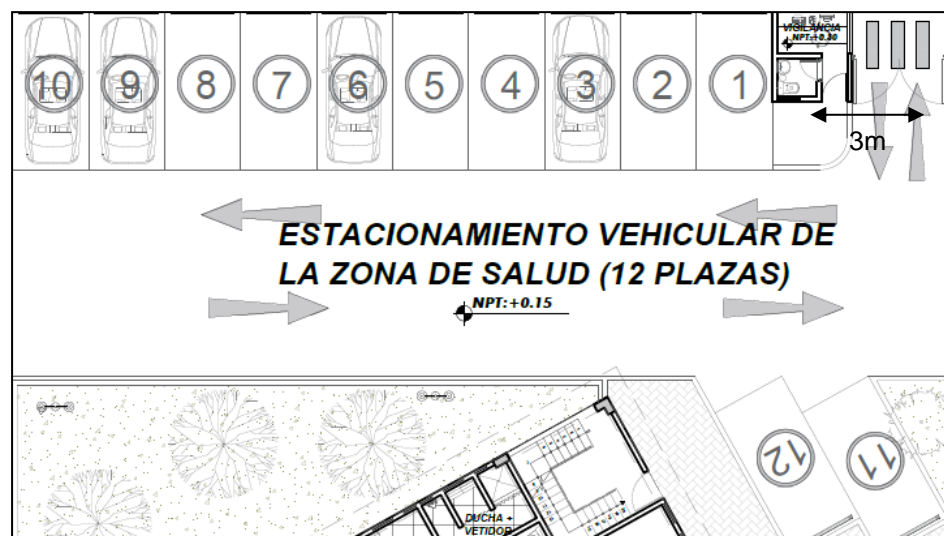 VIGILANCIA
NPT:+0.30
10 9 8 7 6 5 4 3 2 1
3m
ESTACIONAMIENTO VEHICULAR DE
LA ZONA DE SALUD (12 PLAZAS)
NPT:+0.15
12 11
DUCHA +
VETIDOR